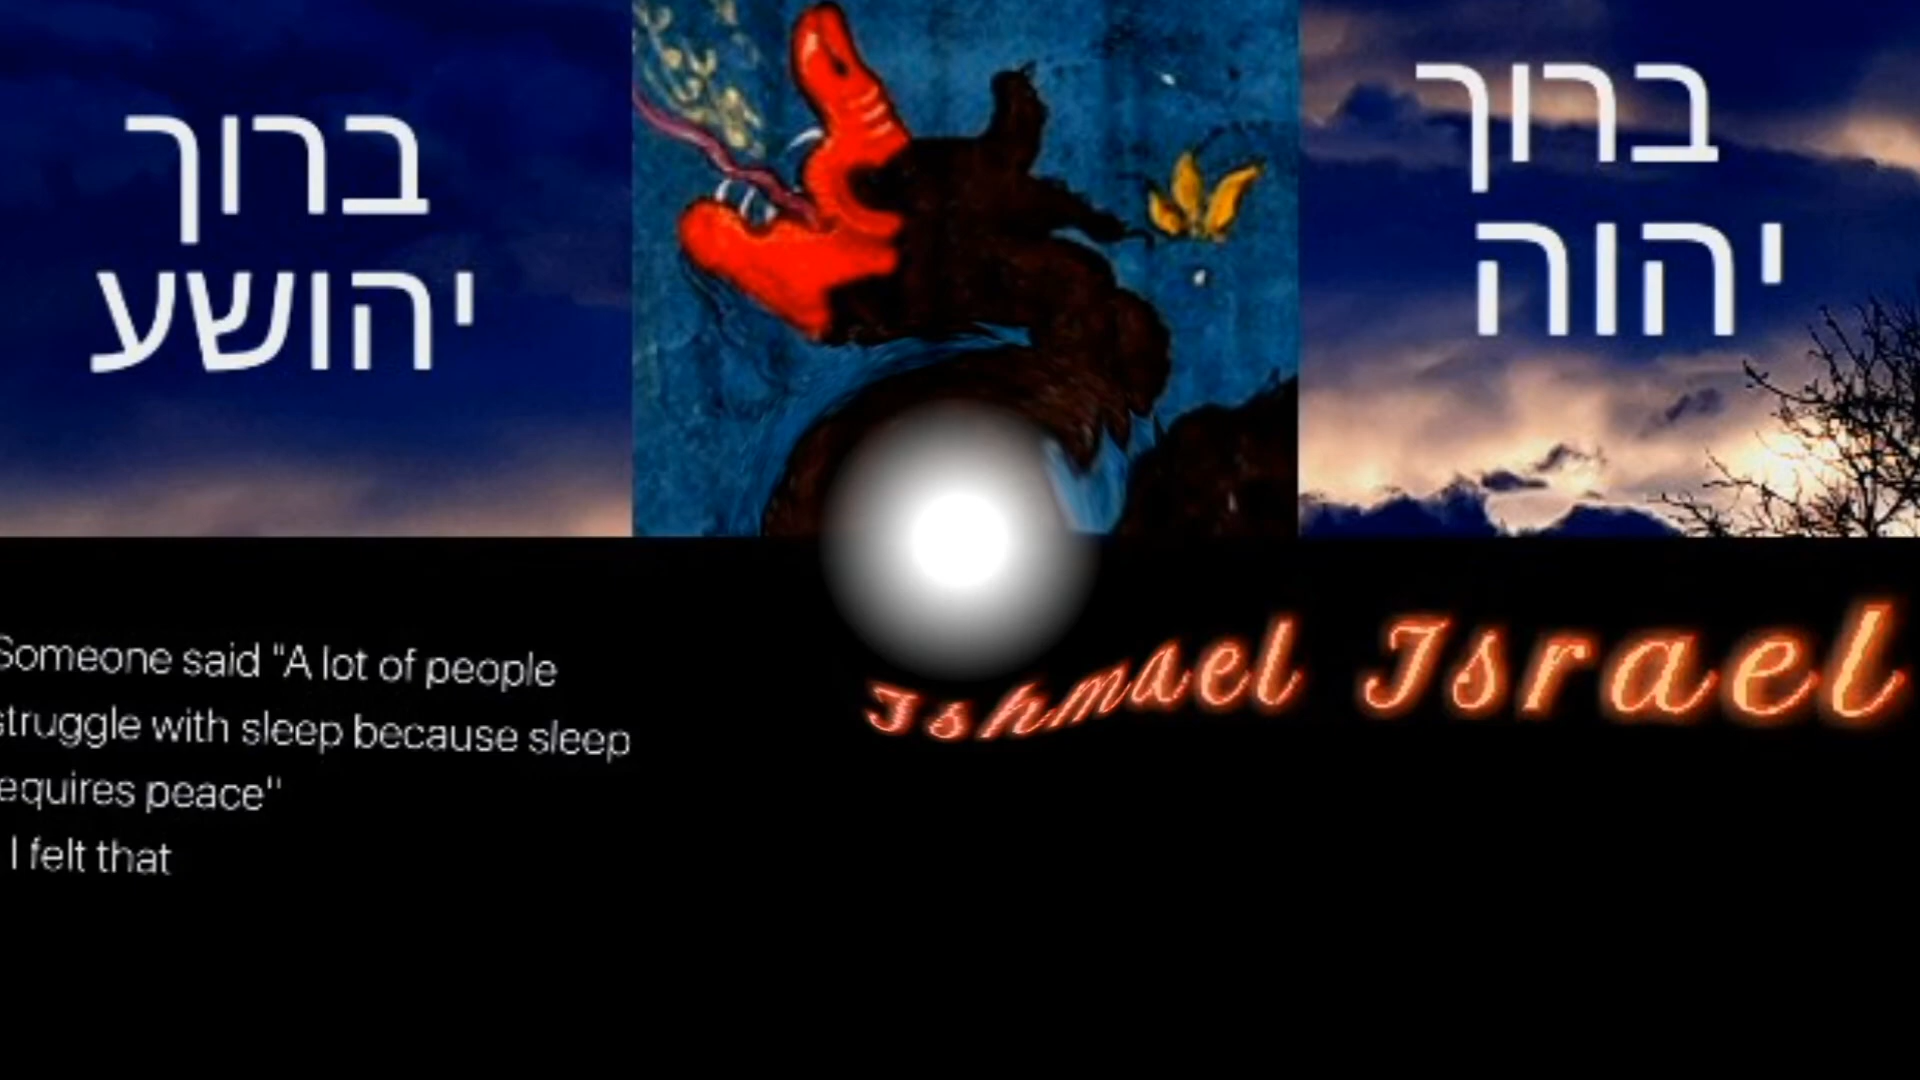 ברוך
יהושע
ברוך
יהוה
Someone said "A lot of people
struggle with sleep because sleep
equires peace"
I felt that
Ishmael Israel